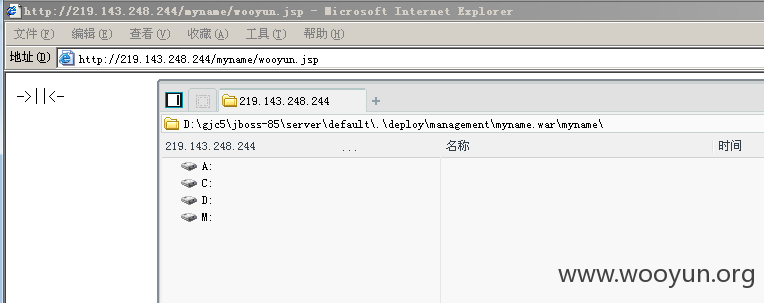 http://219.143.248.244/myname/wooyun.jsp - Microsoft Internet Explorer
文件(F) 编辑(E) 查看(V) 收藏(A) 工具(T) 帮助(H)
地址(D) http://219.143.248.244/myname/wooyun.jsp
->||<-
219.143.248.244 +
D:\gjc5\jboss-85\server\default\.\deploy\management\myname.war\myname\
219.143.248.244 ... 名称 时间
A:
C:
D:
M:
www.wooyun.org